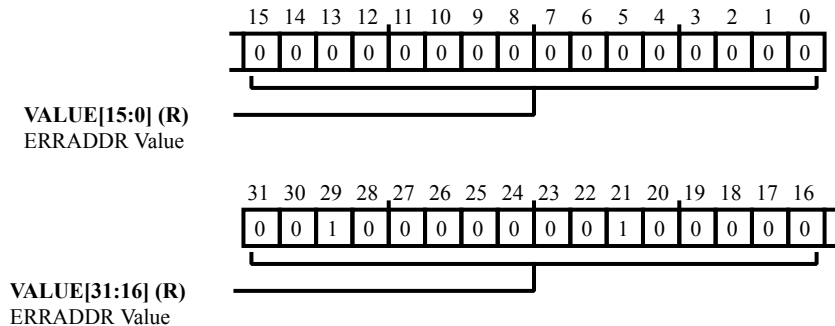 15 14 13 12 11 10 9 8 7 6 5 4 3 2 1 0
0 0 0 0 0 0 0 0 0 0 0 0 0 0 0 0
VALUE[15:0] (R)
ERRADDR Value
31 30 29 28 27 26 25 24 23 22 21 20 19 18 17 16
0 0 1 0 0 0 0 0 0 0 1 0 0 0 0 0
VALUE[31:16] (R)
ERRADDR Value